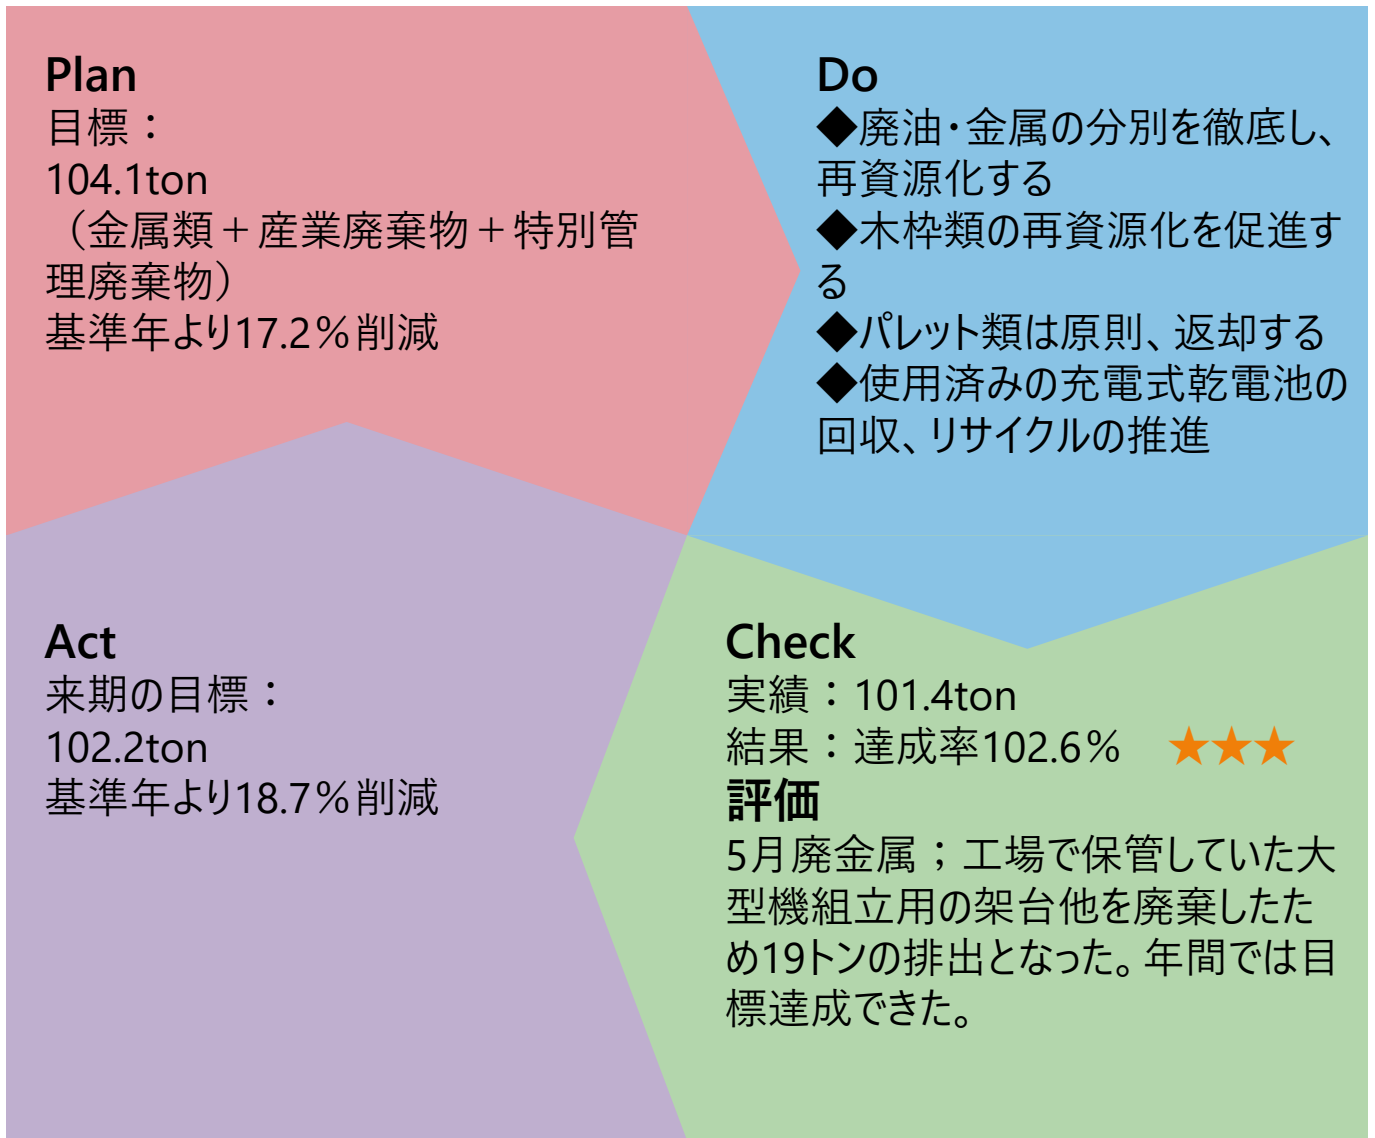 Plan
目標：
104.1ton
（金属類＋産業廃棄物＋特別管
理廃棄物）
基準年より17.2％削減
Do
◆廃油・金属の分別を徹底し、
再資源化する
◆木枠類の再資源化を促進す
る
◆パレット類は原則、返却する
◆使用済みの充電式乾電池の
回収、リサイクルの推進
Check
実績：101.4ton
結果：達成率102.6％　★★★
評価
5月廃金属；工場で保管していた大
型機組立用の架台他を廃棄したた
め19トンの排出となった。年間では目
標達成できた。
Act
来期の目標：
102.2ton
基準年より18.7％削減